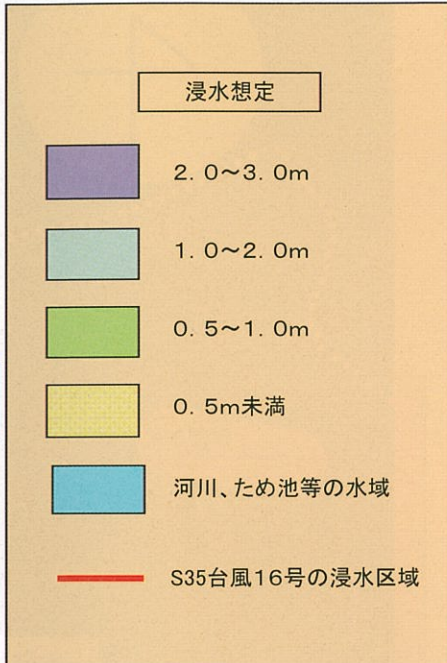 浸水想定
2. 0～3. 0m
1. 0～2. 0m
0. 5～1. 0m
0. 5m未満
河川、ため池等の水域
S35台風16号の浸水区域